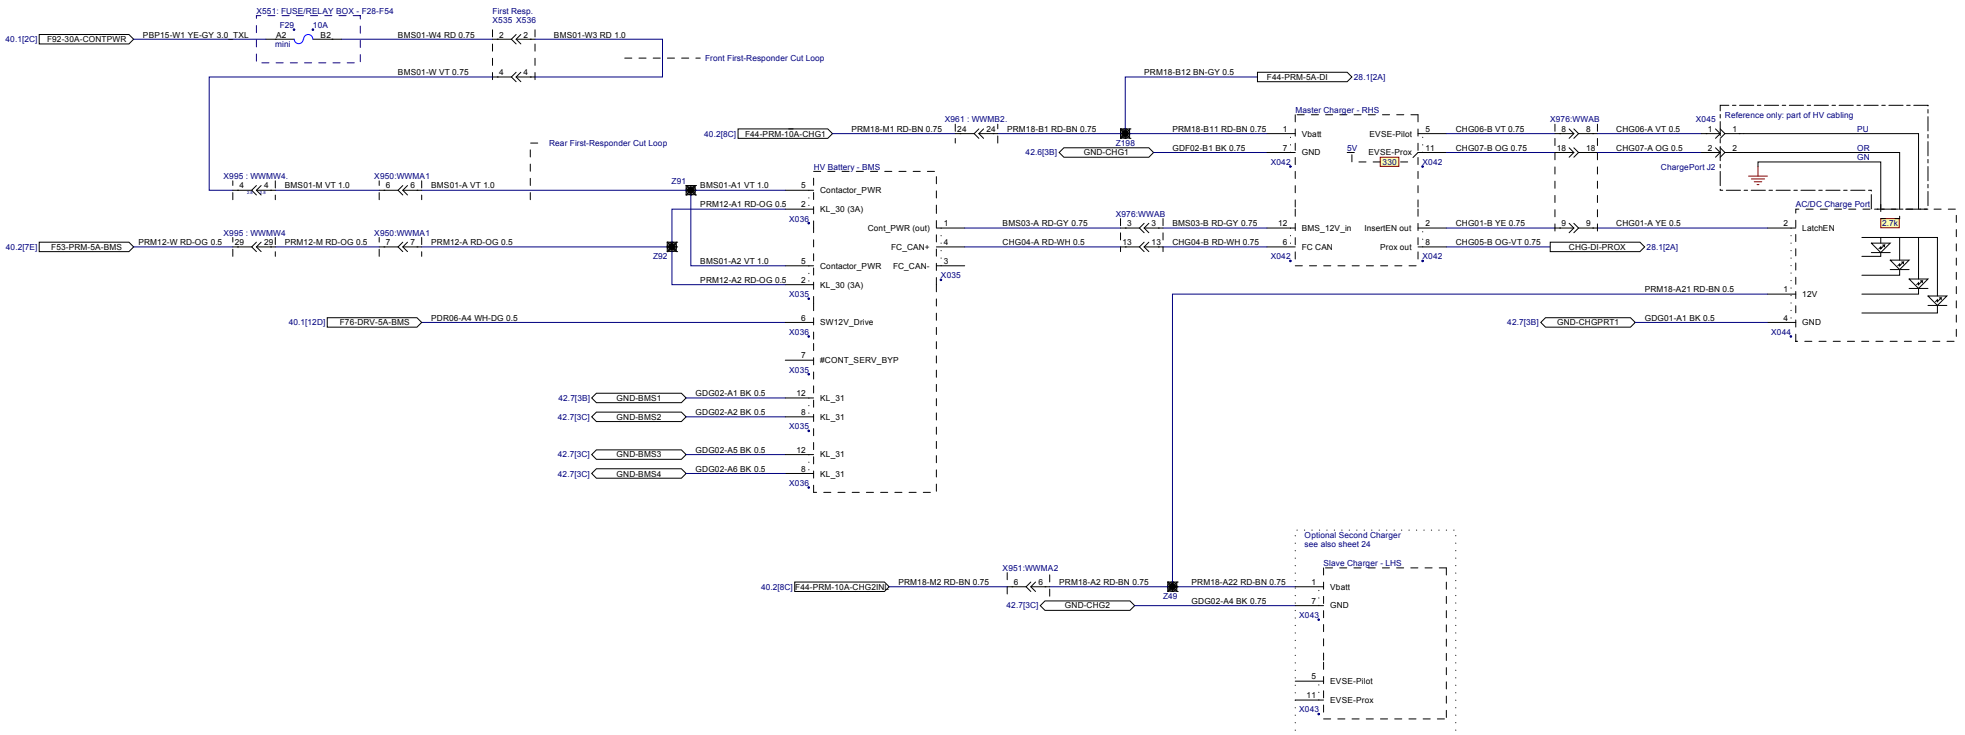 X551: FUSE/RELAY BOX - F28-F54
F29 10A
A2 B2
mini
40.1[2C] F92-30A-CONTPWR PBP15-W1 YE-GY 3.0 TXL
BMS01-W4 RD 0.75
First Resp.
X535 X536
2 2
BMS01-W3 RD 1.0
Front First-Responder Cut Loop
BMS01-W VT 0.75
4 4
PRM18-B12 BN-GY 0.5
F44-PRM-5A-DI 28.1[2A]
40.2[8C] F44-PRM-10A-CHG1 PRM18-M1 RD-BN 0.75
X961 : WWMB2.
24 24
PRM18-B1 RD-BN 0.75
Z198
PRM18-B11 RD-BN 0.75
42.6[3B] GND-CHG1 GDF02-B1 BK 0.75
Master Charger - RHS
1 Vbatt
7 GND
X042
EVSE-Pilot 5
5V
EVSE-Prox 11
330
X042
CHG06-B VT 0.75
CHG07-B OG 0.75
X976:WWAB
8 8
18 18
CHG06-A VT 0.5
CHG07-A OG 0.5
X045
1 1
2 2
ChargePort J2
Reference only: part of HV cabling
PU
OR
GN
Rear First-Responder Cut Loop
X995 : WWMW4.
4 4
BMS01-M VT 1.0
X950:WWMA1
6 6
BMS01-A VT 1.0
Z91
BMS01-A1 VT 1.0
PRM12-A1 RD-OG 0.5
HV Battery - BMS
5 Contactor_PWR
2 KL_30 (3A)
X036
40.2[7E] F53-PRM-5A-BMS PRM12-W RD-OG 0.5
X995 : WWMW4
29 29
PRM12-M RD-OG 0.5
X950:WWMA1
7 7
PRM12-A RD-OG 0.5
Z92
BMS01-A2 VT 1.0
PRM12-A2 RD-OG 0.5
5 Contactor_PWR
2 KL_30 (3A)
X035
Cont_PWR (out) 1
FC_CAN+ 4
FC_CAN- 3
X035
BMS03-A RD-GY 0.75
CHG04-A RD-WH 0.5
X976:WWAB
3 3
13 13
BMS03-B RD-GY 0.75
CHG04-B RD-WH 0.75
12 BMS_12V_in
6 FC CAN
X042
InsertEN out 2
Prox out 8
X042
CHG01-B YE 0.75
CHG05-B OG-VT 0.75
9 9
CHG01-A YE 0.5
CHG-DI-PROX 28.1[2A]
AC/DC Charge Port
2.7k
2 LatchEN
PRM18-A21 RD-BN 0.5
1 12V
42.7[3B] GND-CHGPRT1 GDG01-A1 BK 0.5
4 GND
X044
40.1[12D] F76-DRV-5A-BMS PDR06-A4 WH-DG 0.5
6 SW12V_Drive
X036
7 #CONT_SERV_BYP
X035
42.7[3B] GND-BMS1 GDG02-A1 BK 0.5 12 KL_31
42.7[3C] GND-BMS2 GDG02-A2 BK 0.5 8 KL_31
X035
42.7[3C] GND-BMS3 GDG02-A5 BK 0.5 12 KL_31
42.7[3C] GND-BMS4 GDG02-A6 BK 0.5 8 KL_31
X036
Optional Second Charger
see also sheet 24
Slave Charger - LHS
40.2[8C] F44-PRM-10A-CHG2IN PRM18-M2 RD-BN 0.75
X951:WWMA2
6 6
PRM18-A2 RD-BN 0.75
Z49
PRM18-A22 RD-BN 0.75
1 Vbatt
42.7[3C] GND-CHG2 GDG02-A4 BK 0.75
7 GND
X043
5 EVSE-Pilot
11 EVSE-Prox
X043